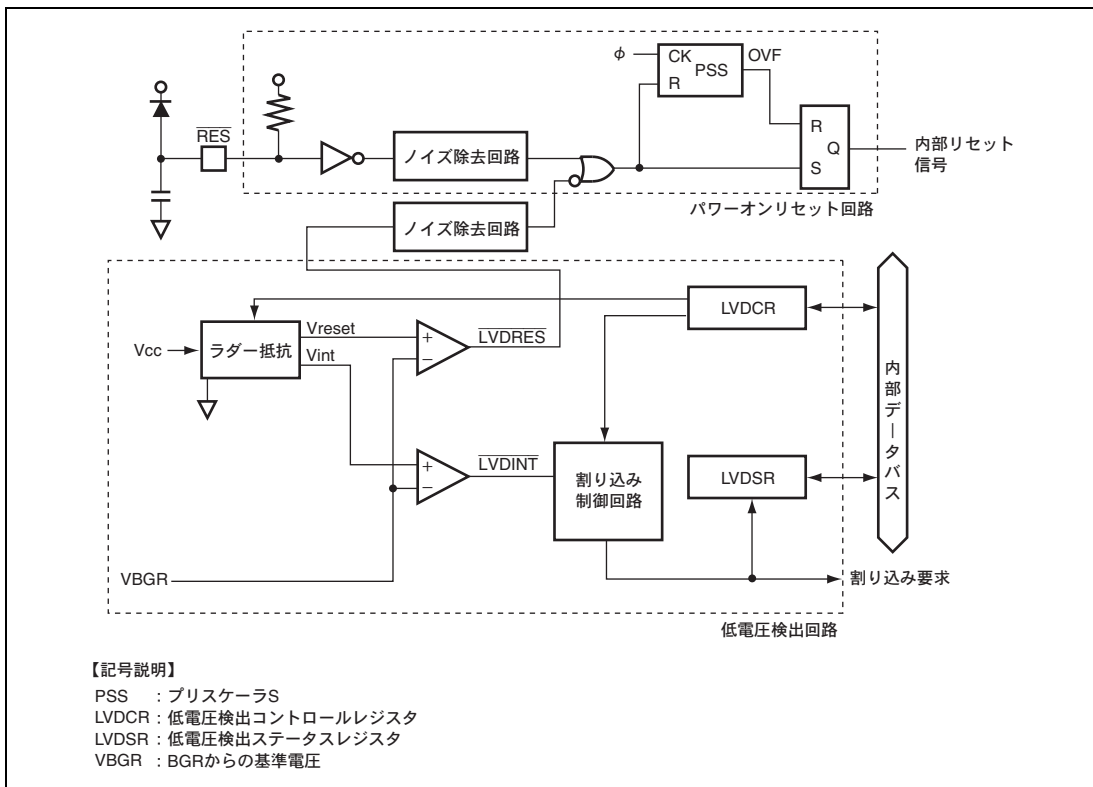 φ
CK
PSS
OVF
R
RES
ノイズ除去回路
R
Q
S
内部リセット
信号
パワーオンリセット回路
ノイズ除去回路
LVDCR
Vreset
+
−
LVDRES
Vcc
ラダー抵抗
Vint
内部データバス
+
−
LVDINT
割り込み
制御回路
LVDSR
VBGR
割り込み要求
低電圧検出回路
【記号説明】
PSS : プリスケーラS
LVDCR : 低電圧検出コントロールレジスタ
LVDSR : 低電圧検出ステータスレジスタ
VBGR : BGRからの基準電圧